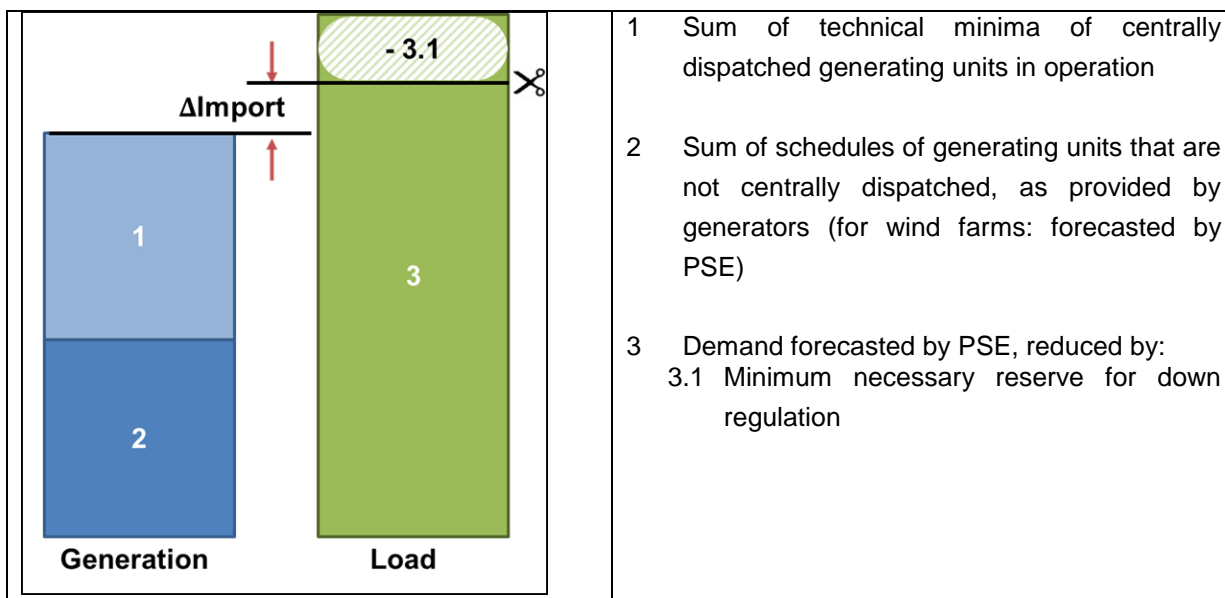 - 3.1
ΔImport
1
3
2
Generation Load
1 Sum of technical minima of centrally
dispatched generating units in operation
2 Sum of schedules of generating units that are
not centrally dispatched, as provided by
generators (for wind farms: forecasted by
PSE)
3 Demand forecasted by PSE, reduced by:
3.1 Minimum necessary reserve for down
regulation